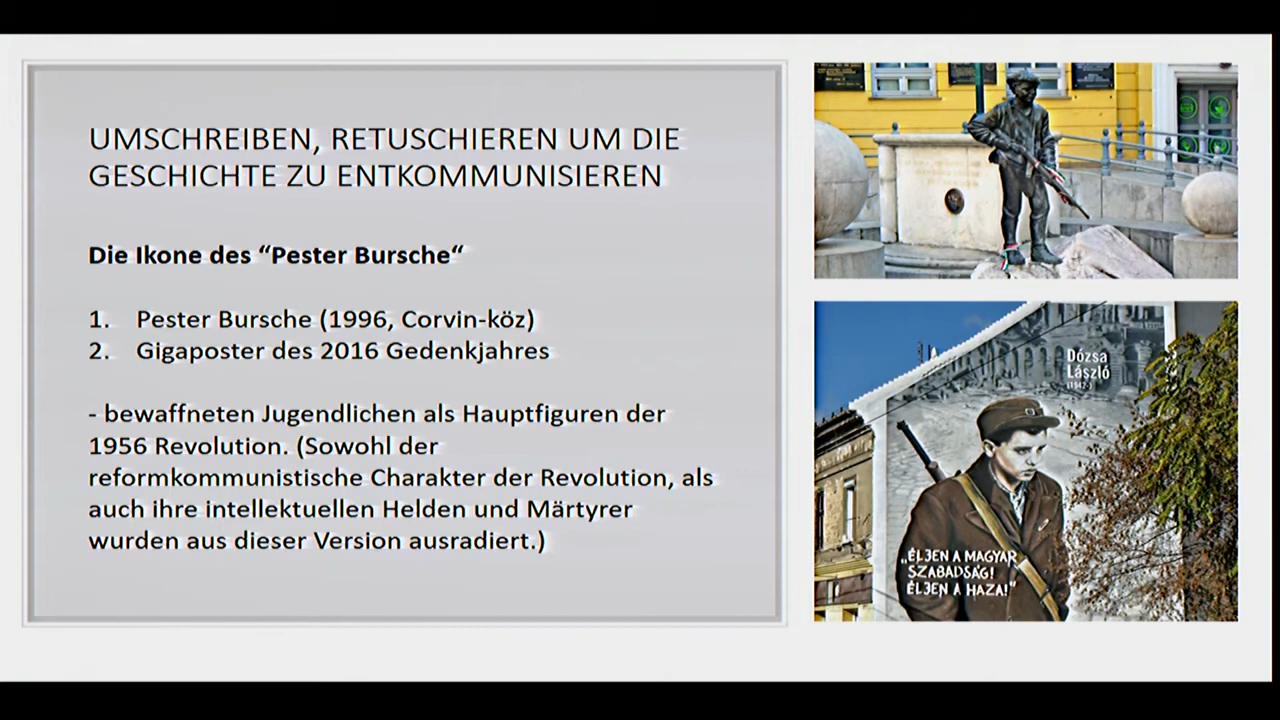 UMSCHREIBEN, RETUSCHIEREN UM DIE
GESCHICHTE ZU ENTKOMMUNISIEREN
Die Ikone des “Pester Bursche“
1. Pester Bursche (1996, Corvin-köz)
2. Gigaposter des 2016 Gedenkjahres
- bewaffneten Jugendlichen als Hauptfiguren der
1956 Revolution. (Sowohl der
reformkommunistische Charakter der Revolution, als
auch ihre intellektuellen Helden und Märtyrer
wurden aus dieser Version ausradiert.)
Dózsa
László
(1942-)
„ÉLJEN A MAGYAR
SZABADSÁG!
ÉLJEN A HAZA!”